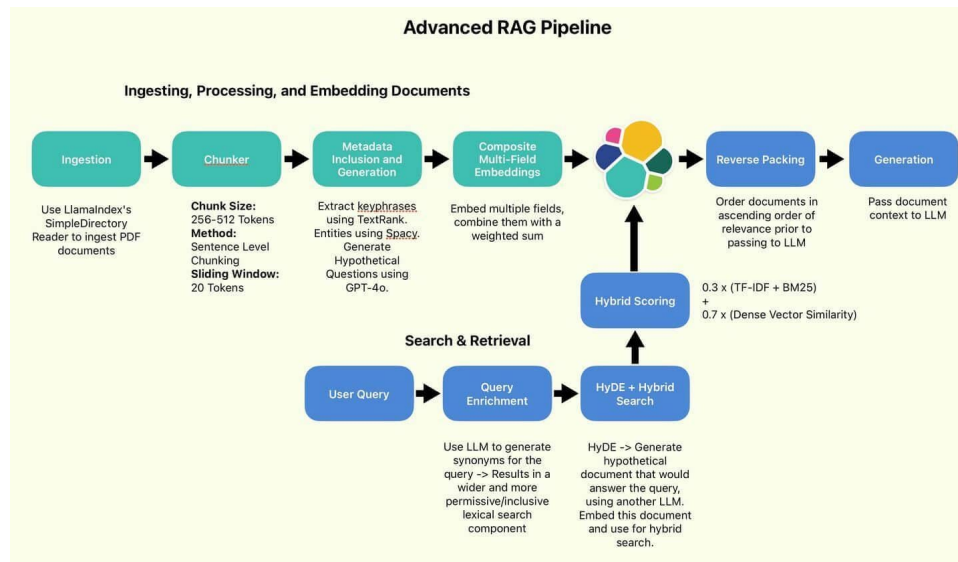 Advanced RAG Pipeline
Ingesting, Processing, and Embedding Documents
Ingestion
Use LlamaIndex's
SimpleDirectory
Reader to ingest PDF
documents
Chunker
Chunk Size:
256-512 Tokens
Method:
Sentence Level
Chunking
Sliding Window:
20 Tokens
Metadata
Inclusion and
Generation
Extract keyphrases
using TextRank.
Entities using Spacy.
Generate
Hypothetical
Questions using
GPT-4o.
Composite
Multi-Field
Embeddings
Embed multiple fields,
combine them with a
weighted sum
Reverse Packing
Order documents in
ascending order of
relevance prior to
passing to LLM
Generation
Pass document
context to LLM
Hybrid Scoring
0.3 x (TF-IDF + BM25)
+
0.7 x (Dense Vector Similarity)
Search & Retrieval
User Query
Query
Enrichment
Use LLM to generate
synonyms for the
query -> Results in a
wider and more
permissive/inclusive
lexical search
component
HyDE + Hybrid
Search
HyDE -> Generate
hypothetical
document that would
answer the query,
using another LLM.
Embed this document
and use for hybrid
search.